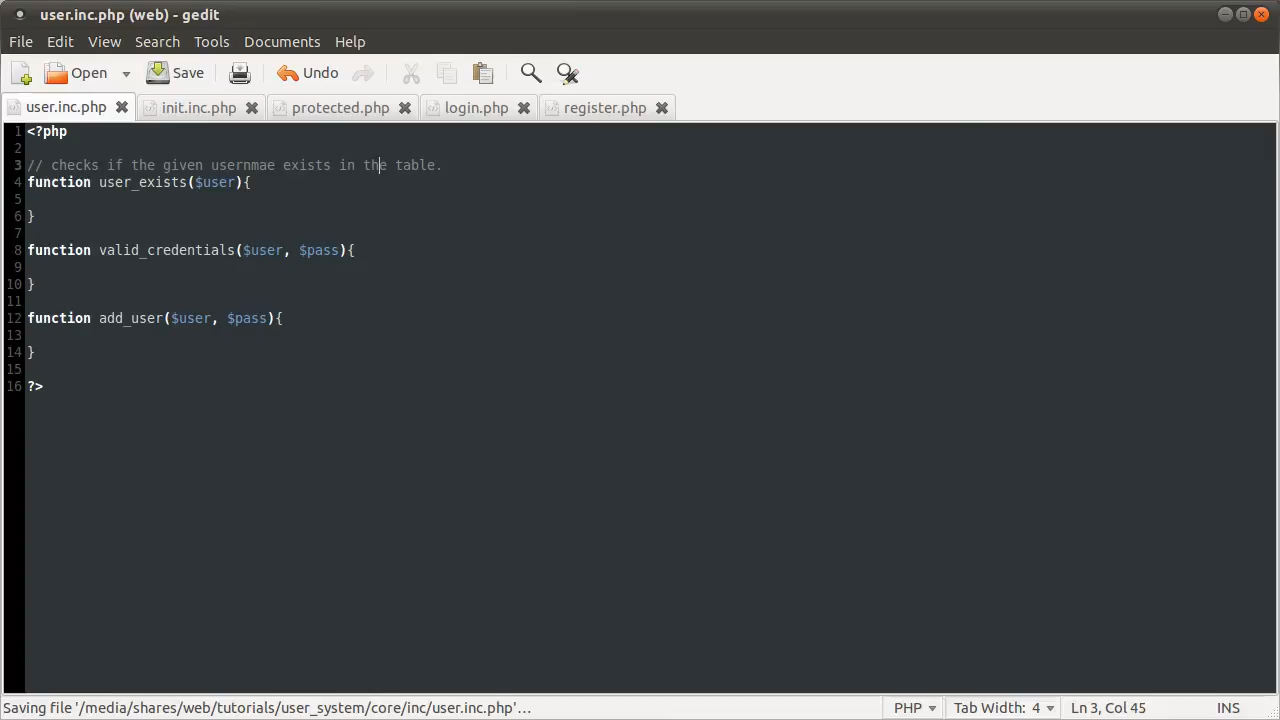 user.inc.php (web) - gedit
File Edit View Search Tools Documents Help
Open Save Undo
user.inc.php init.inc.php protected.php login.php register.php
1 <?php
2
3 // checks if the given usernmae exists in the table.
4 function user_exists($user){
5
6 }
7
8 function valid_credentials($user, $pass){
9
10 }
11
12 function add_user($user, $pass){
13
14 }
15
16 ?>
Saving file '/media/shares/web/tutorials/user_system/core/inc/user.inc.php'... PHP Tab Width: 4 Ln 3, Col 45 INS